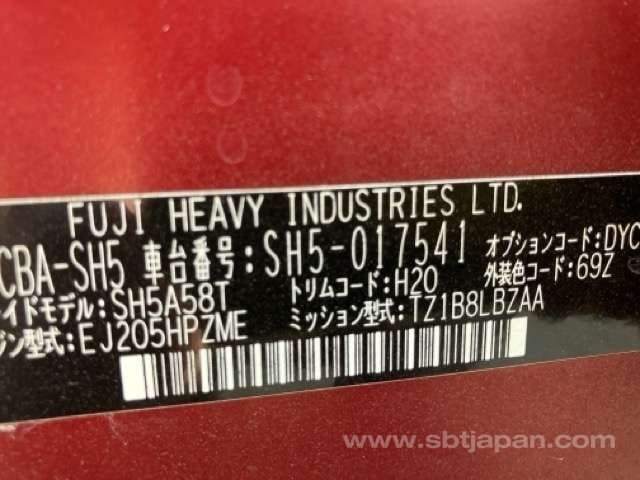 FUJI HEAVY INDUSTRIES LTD.
CBA-SH5 車台番号:SH5-017541 オプションコード:DYC
イドモデル:SH5A58T トリムコード:H20 外装色コード:69Z
ジン型式:EJ205HPZME ミッション型式:TZ1B8LBZAA
www.sbtjapan.com